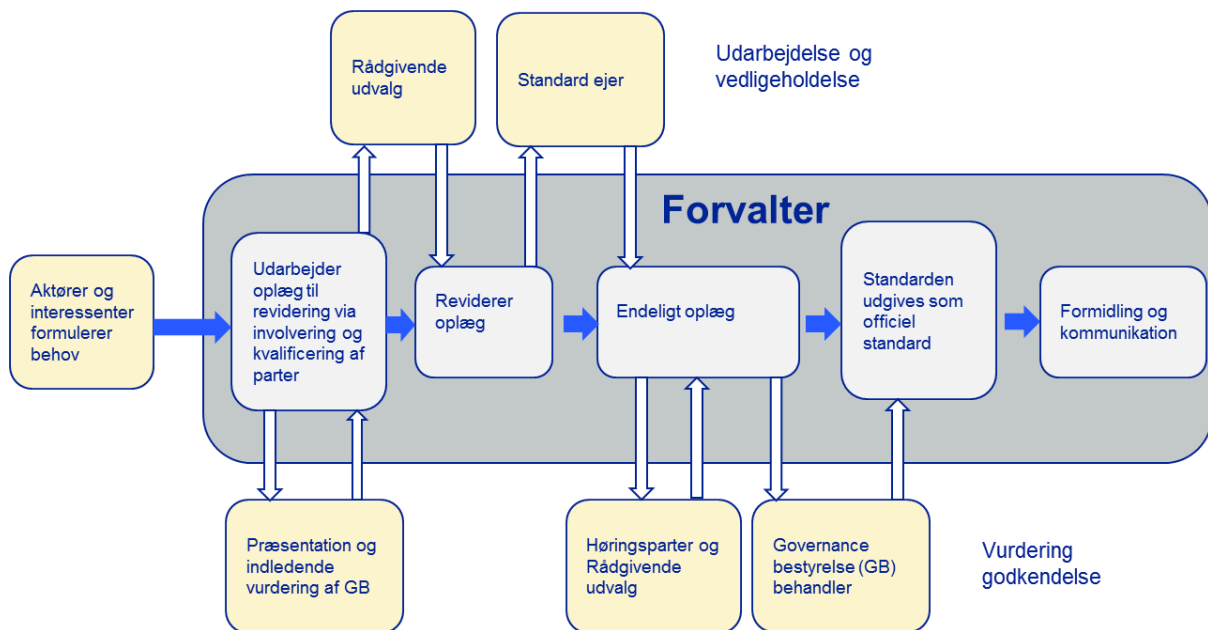 Rådgivende
udvalg
Standard ejer
Udarbejdelse og
vedligeholdelse
Forvalter
Aktører og
interessenter
formulerer
behov
Udarbejder
oplæg til
revidering via
involvering og
kvalificering af
parter
Reviderer
oplæg
Endeligt oplæg
Standarden
udgives som
officiel
standard
Formidling og
kommunikation
Præsentation og
indledende
vurdering af GB
Høringsparter og
Rådgivende
udvalg
Governance
bestyrelse (GB)
behandler
Vurdering
godkendelse